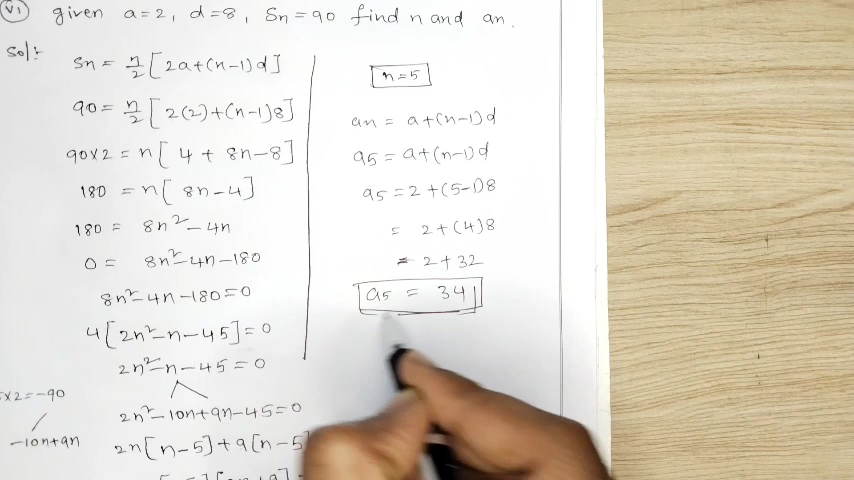 VI given a=2, d=8, Sn=90 find n and an.
Sol:
Sn = n/2 [2a+(n-1)d]
90 = n/2 [2(2)+(n-1)8]
90×2 = n[4 + 8n-8]
180 = n[8n-4]
180 = 8n²-4n
0 = 8n²-4n-180
8n²-4n-180=0
4[2n²-n-45]=0
2n²-n-45=0
×2=-90
-10n+9n
2n²-10n+9n-45=0
2n[n-5]+9[n-5]
n=5
an = a+(n-1)d
a5 = a+(n-1)d
a5 = 2+(5-1)8
= 2+(4)8
= 2+32
a5 = 34